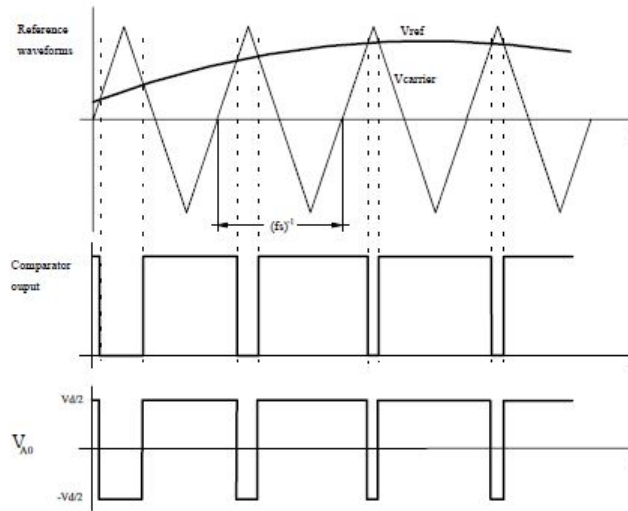 Reference
waveforms
Vref
Vcarrier
(fs)-1
Comparator
ouput
Vd/2
VA0
-Vd/2